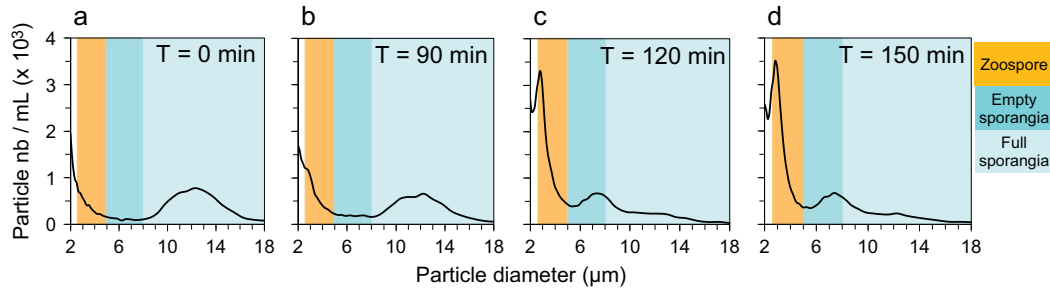 a
b
c
d
T = 0 min
T = 90 min
T = 120 min
T = 150 min
Particle nb / mL (x 10³)
4
3
2
1
0
2 6 10 14 18
2 6 10 14 18
2 6 10 14 18
2 6 10 14 18
Particle diameter (µm)
Zoospore
Empty
sporangia
Full
sporangia